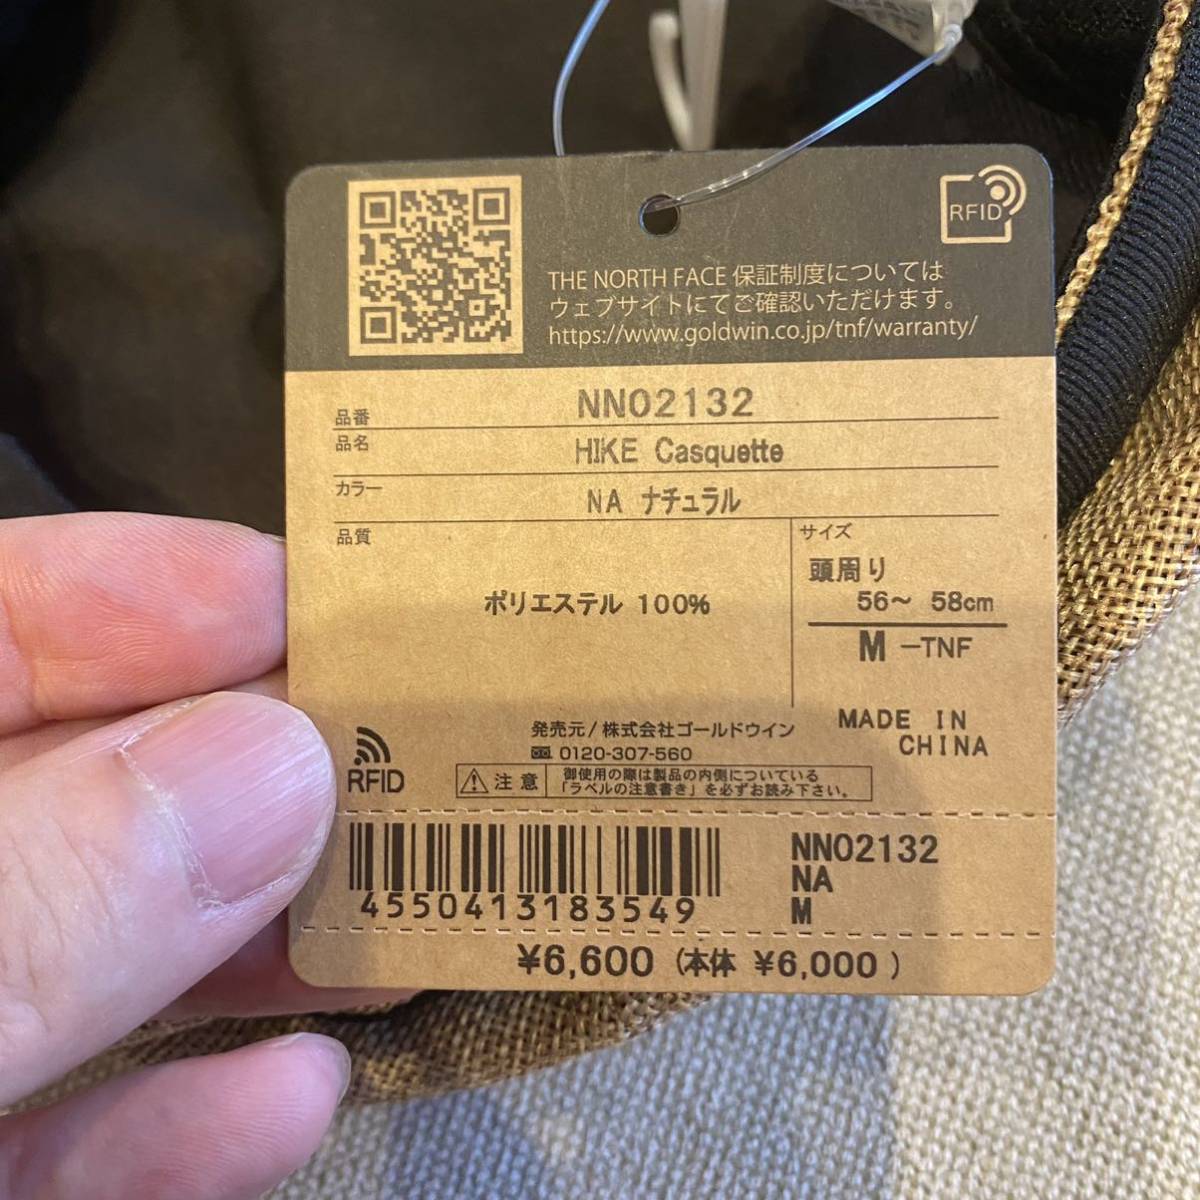 RFID
THE NORTH FACE 保証制度については
ウェブサイトにてご確認いただけます。
https://www.goldwin.co.jp/tnf/warranty/
品番 NN02132
品名 HIKE Casquette
カラー NA ナチュラル
品質
ポリエステル 100%
サイズ
頭周り
56～ 58cm
M -TNF
MADE IN
CHINA
発売元/株式会社ゴールドウイン
0120-307-560
RFID
注意 御使用の際は製品の内側についている
「ラベルの注意書き」を必ずお読み下さい。
4550413183549
NN02132
NA
M
¥6,600 (本体 ¥6,000 )